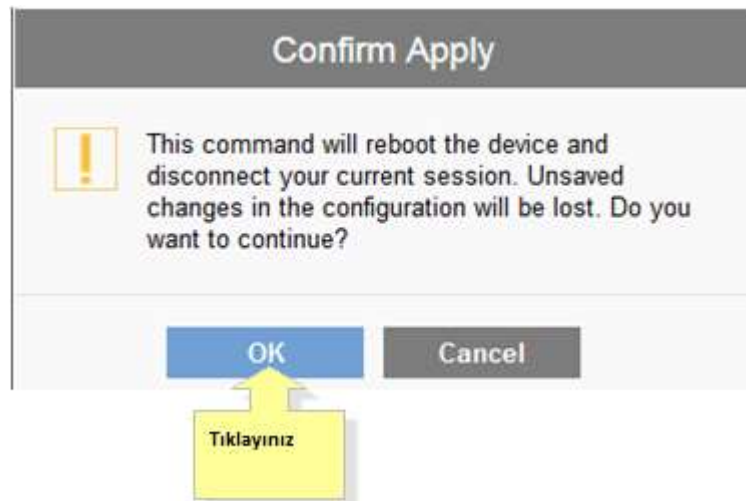 Confirm Apply
This command will reboot the device and
disconnect your current session. Unsaved
changes in the configuration will be lost. Do you
want to continue?
OK
Cancel
Tıklayınız